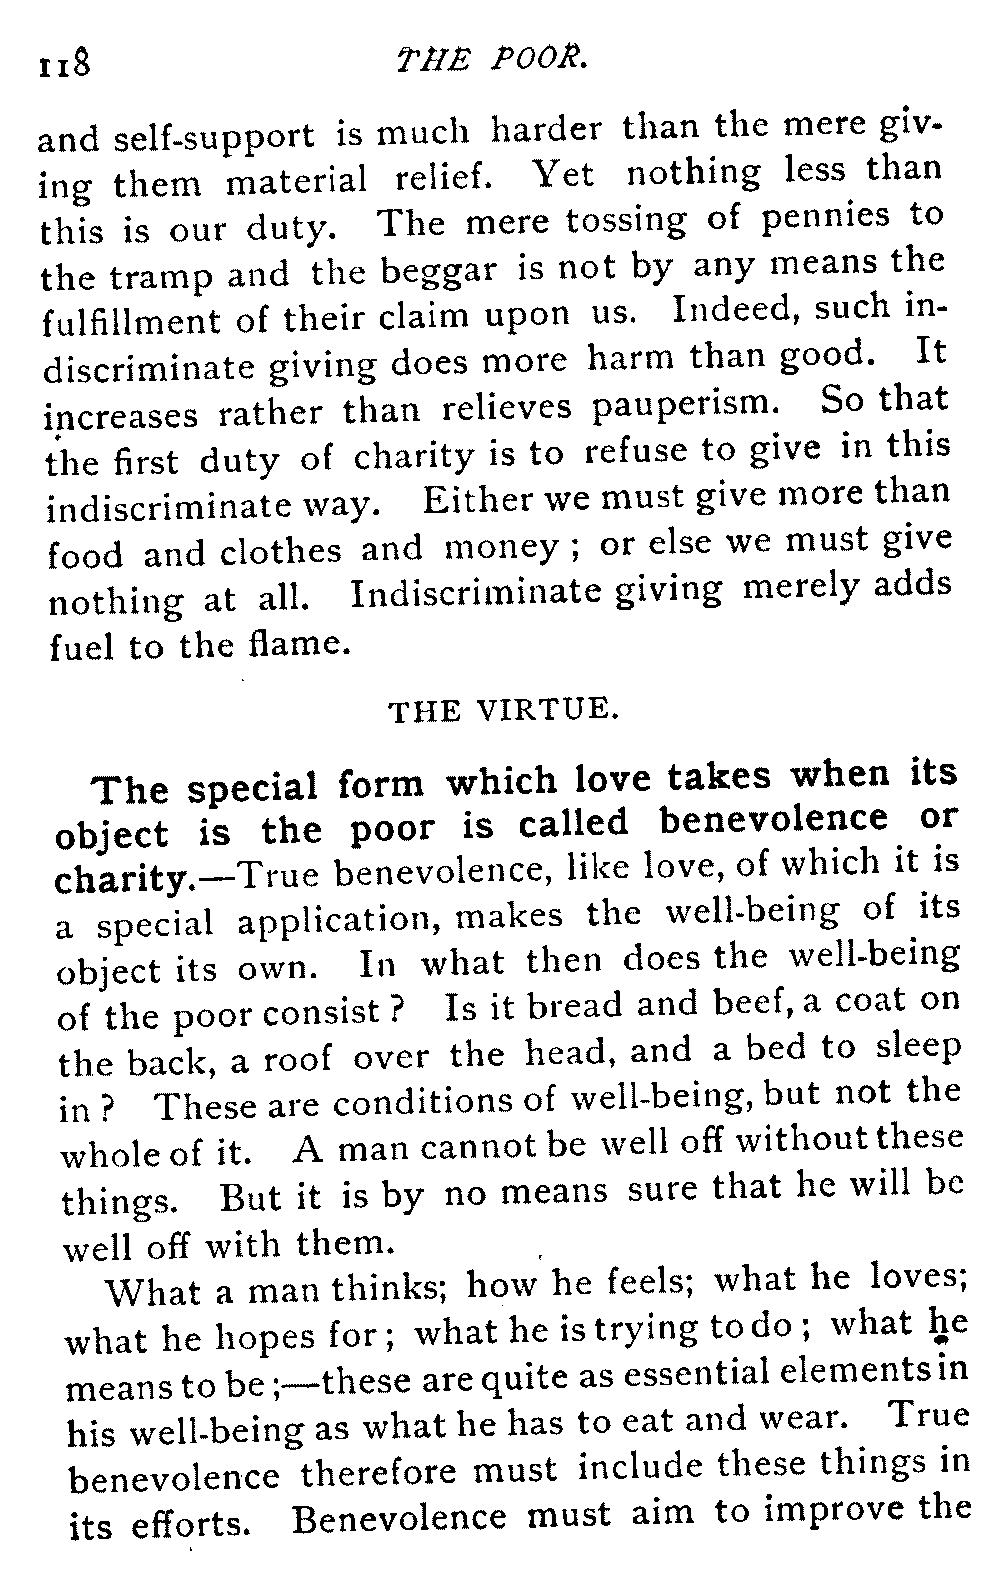 118 THE POOR.
and self-support is much harder than the mere giv-
ing them material relief. Yet nothing less than
this is our duty. The mere tossing of pennies to
the tramp and the beggar is not by any means the
fulfillment of their claim upon us. Indeed, such in-
discriminate giving does more harm than good. It
increases rather than relieves pauperism. So that
the first duty of charity is to refuse to give in this
indiscriminate way. Either we must give more than
food and clothes and money ; or else we must give
nothing at all. Indiscriminate giving merely adds
fuel to the flame.
THE VIRTUE.
The special form which love takes when its
object is the poor is called benevolence or
charity.—True benevolence, like love, of which it is
a special application, makes the well-being of its
object its own. In what then does the well-being
of the poor consist ? Is it bread and beef, a coat on
the back, a roof over the head, and a bed to sleep
in ? These are conditions of well-being, but not the
whole of it. A man cannot be well off without these
things. But it is by no means sure that he will be
well off with them.
What a man thinks; how he feels; what he loves;
what he hopes for ; what he is trying to do ; what he
means to be ;—these are quite as essential elements in
his well-being as what he has to eat and wear. True
benevolence therefore must include these things in
its efforts. Benevolence must aim to improve the